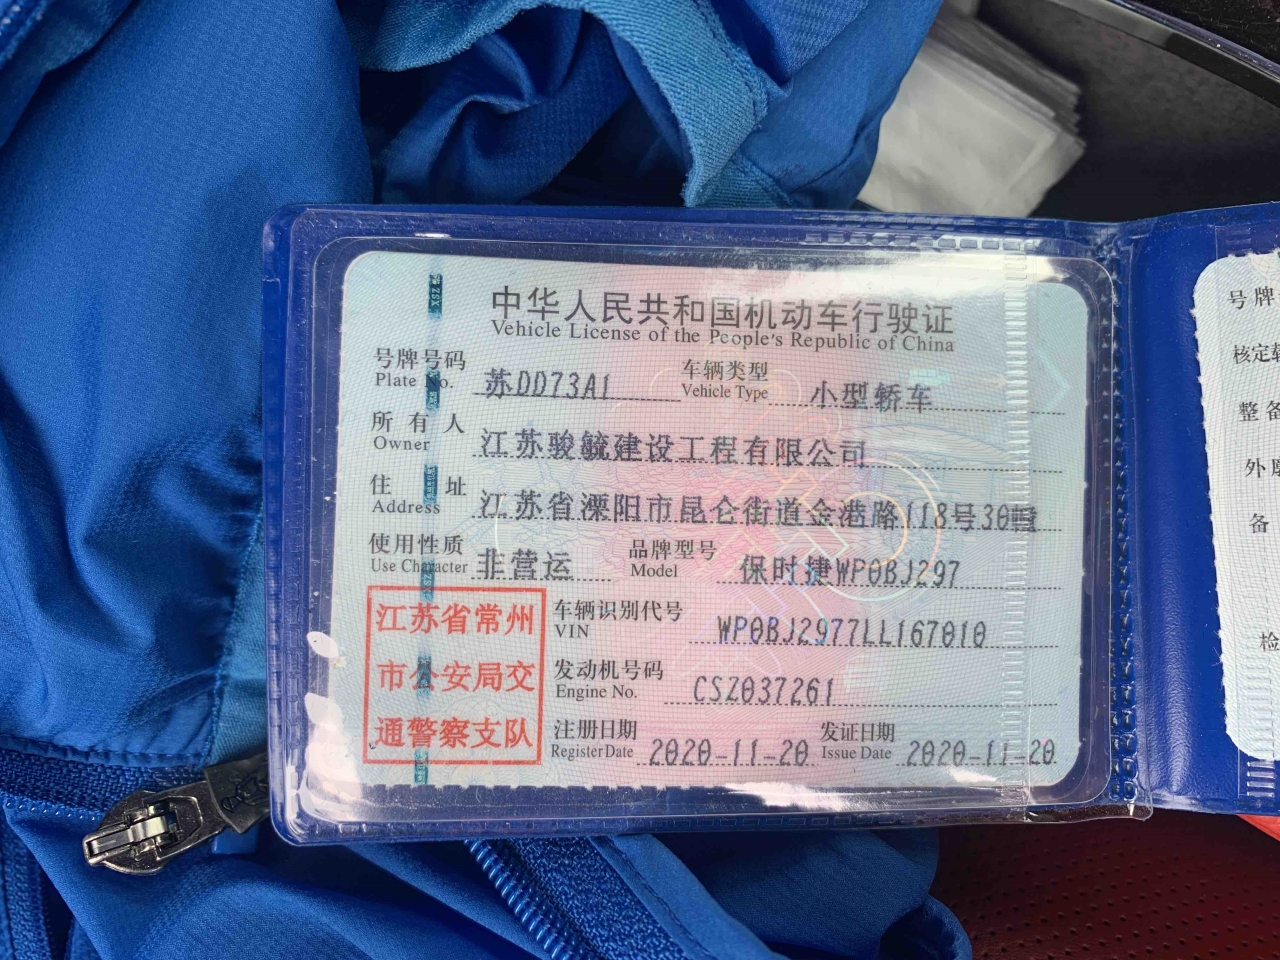 中华人民共和国机动车行驶证
Vehicle License of the People's Republic of China
号牌号码 苏DD73A1 车辆类型 小型轿车
Plate No. Vehicle Type
所有人 江苏骏毓建设工程有限公司
Owner
住址 江苏省溧阳市昆仑街道金港路118号30幢
Address
使用性质 非营运 品牌型号 保时捷WP0BJ297
Use Character Model
车辆识别代号 WP0BJ2977LL167010
VIN
发动机号码 CSZ037261
Engine No.
注册日期 2020-11-20 发证日期 2020-11-20
Register Date Issue Date
江苏省常州
市公安局交
通警察支队
XSZ
号牌
核定载
整备
外廓
备
检